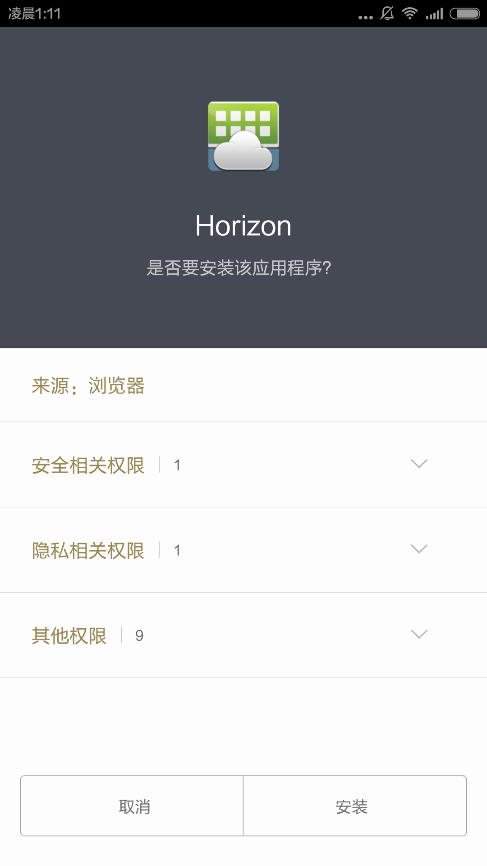 凌晨1:11
Horizon
是否要安装该应用程序?
来源：浏览器
安全相关权限 | 1
隐私相关权限 | 1
其他权限 | 9
取消
安装